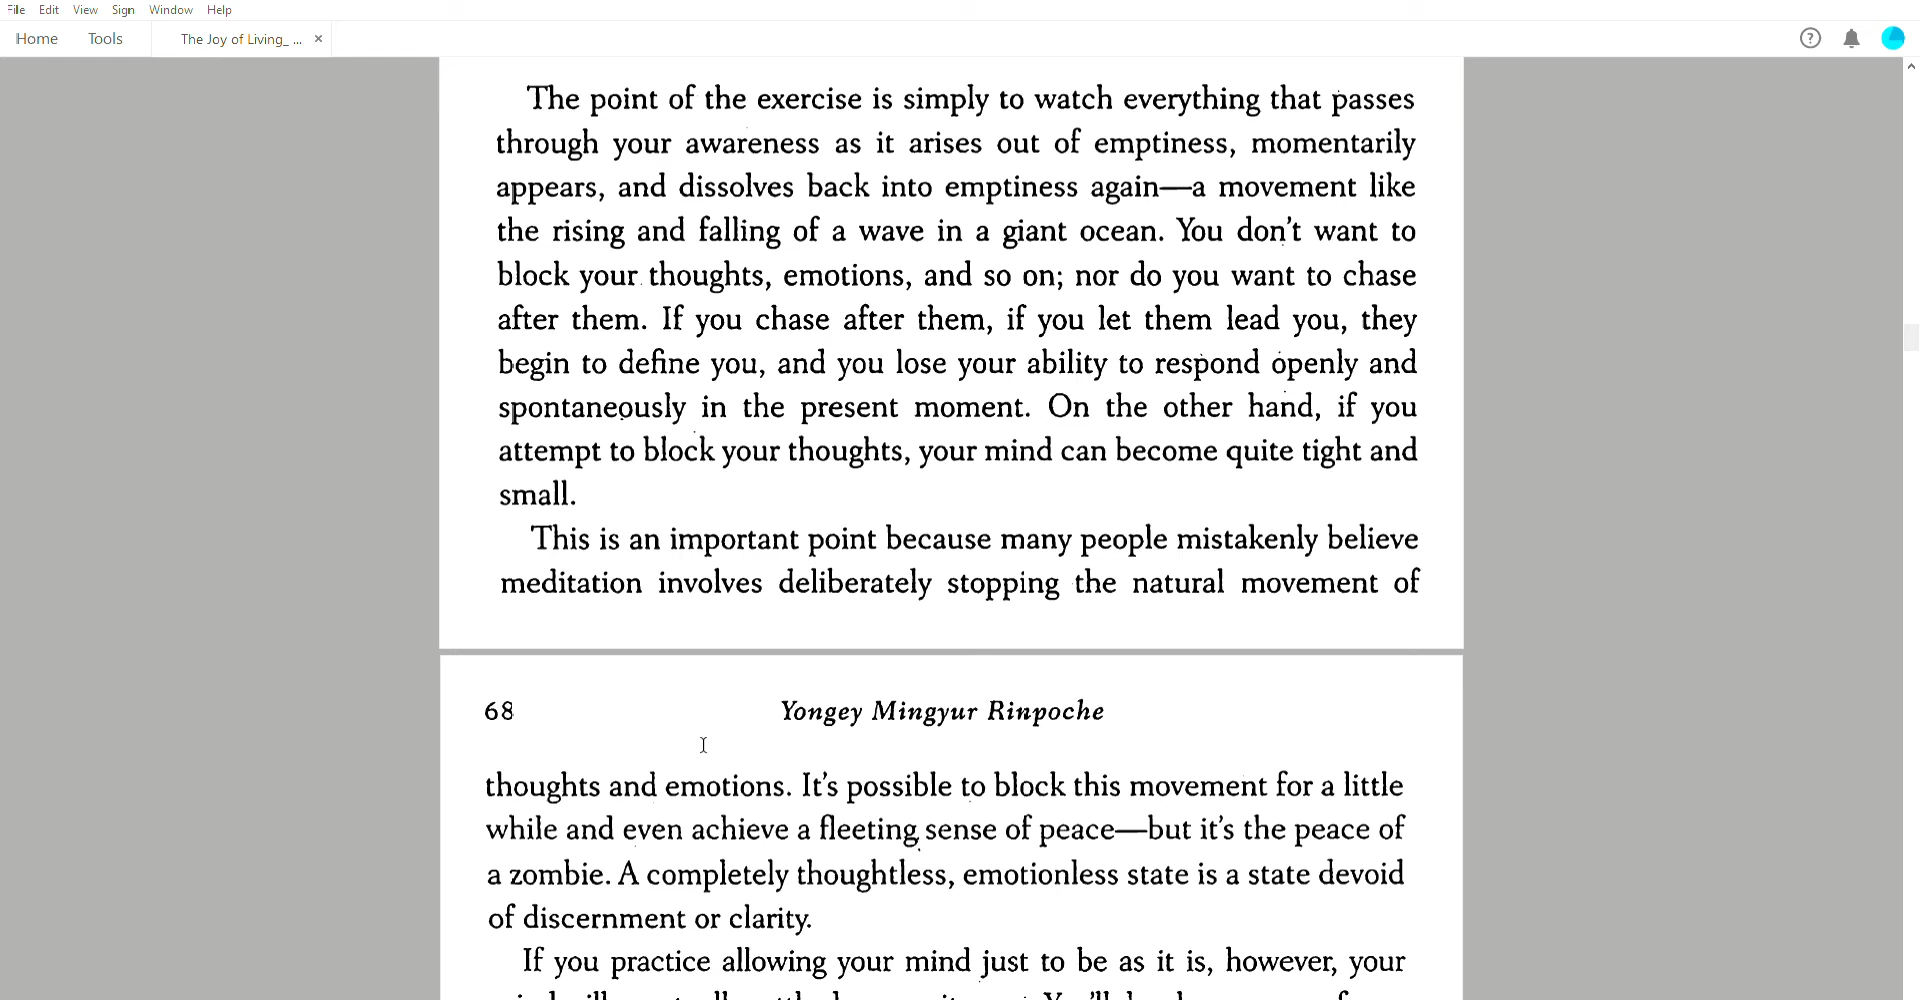 File Edit View Sign Window Help
Home Tools The Joy of Living_ ... ×
The point of the exercise is simply to watch everything that passes
through your awareness as it arises out of emptiness, momentarily
appears, and dissolves back into emptiness again—a movement like
the rising and falling of a wave in a giant ocean. You don't want to
block your thoughts, emotions, and so on; nor do you want to chase
after them. If you chase after them, if you let them lead you, they
begin to define you, and you lose your ability to respond openly and
spontaneously in the present moment. On the other hand, if you
attempt to block your thoughts, your mind can become quite tight and
small.
This is an important point because many people mistakenly believe
meditation involves deliberately stopping the natural movement of
68 Yongey Mingyur Rinpoche
thoughts and emotions. It's possible to block this movement for a little
while and even achieve a fleeting sense of peace—but it's the peace of
a zombie. A completely thoughtless, emotionless state is a state devoid
of discernment or clarity.
If you practice allowing your mind just to be as it is, however, your